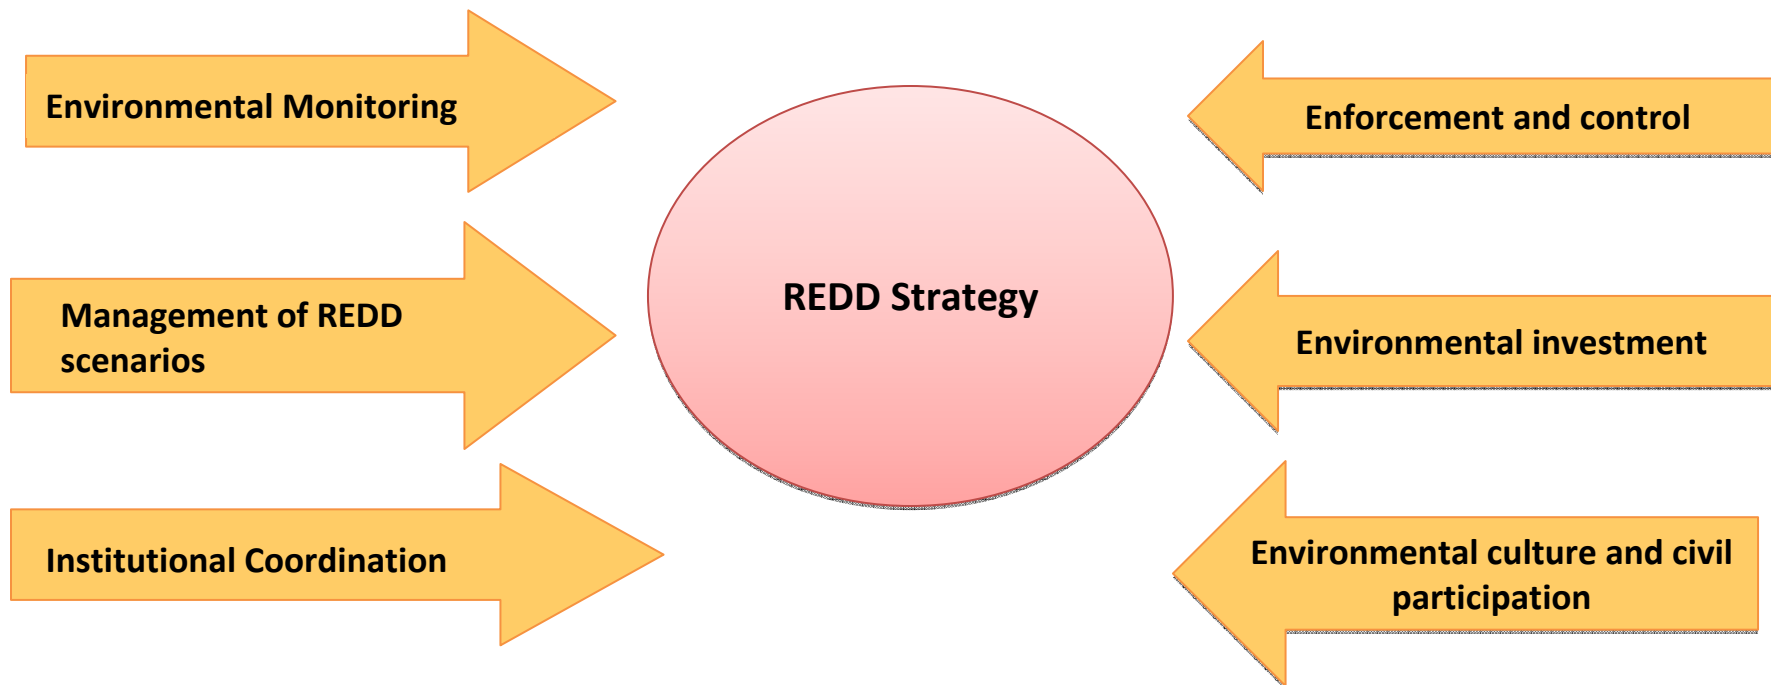 Environmental Monitoring
Management of REDD
scenarios
Institutional Coordination
REDD Strategy
Enforcement and control
Environmental investment
Environmental culture and civil
participation